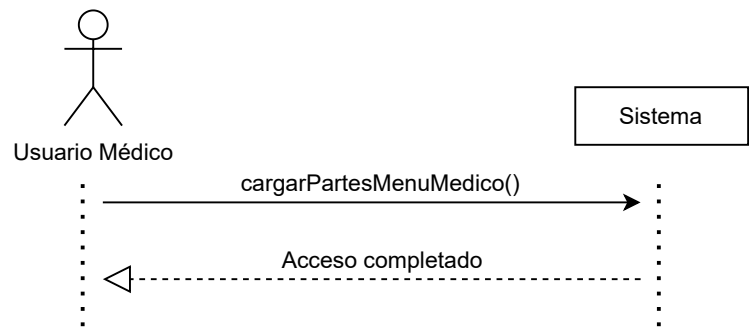 Sistema
Usuario Médico
cargarPartesMenuMedico()
Acceso completado